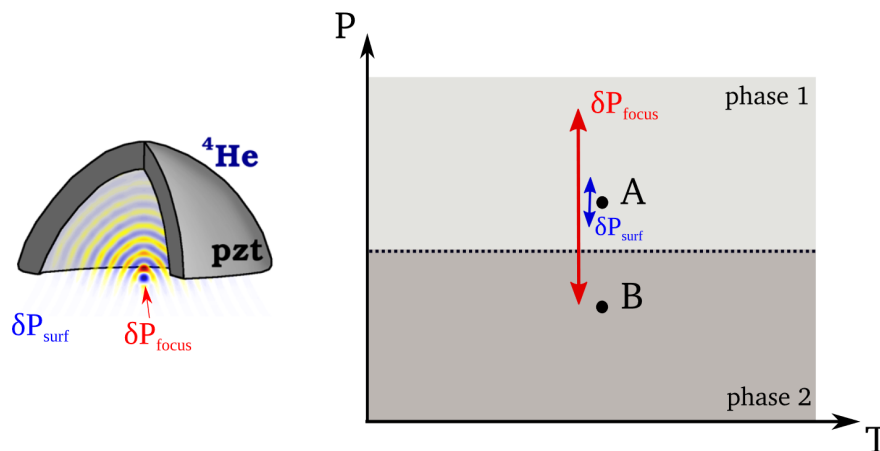 ⁴He
pzt
δP_surf
δP_focus
P
phase 1
δP_focus
A
δP_surf
B
phase 2
T